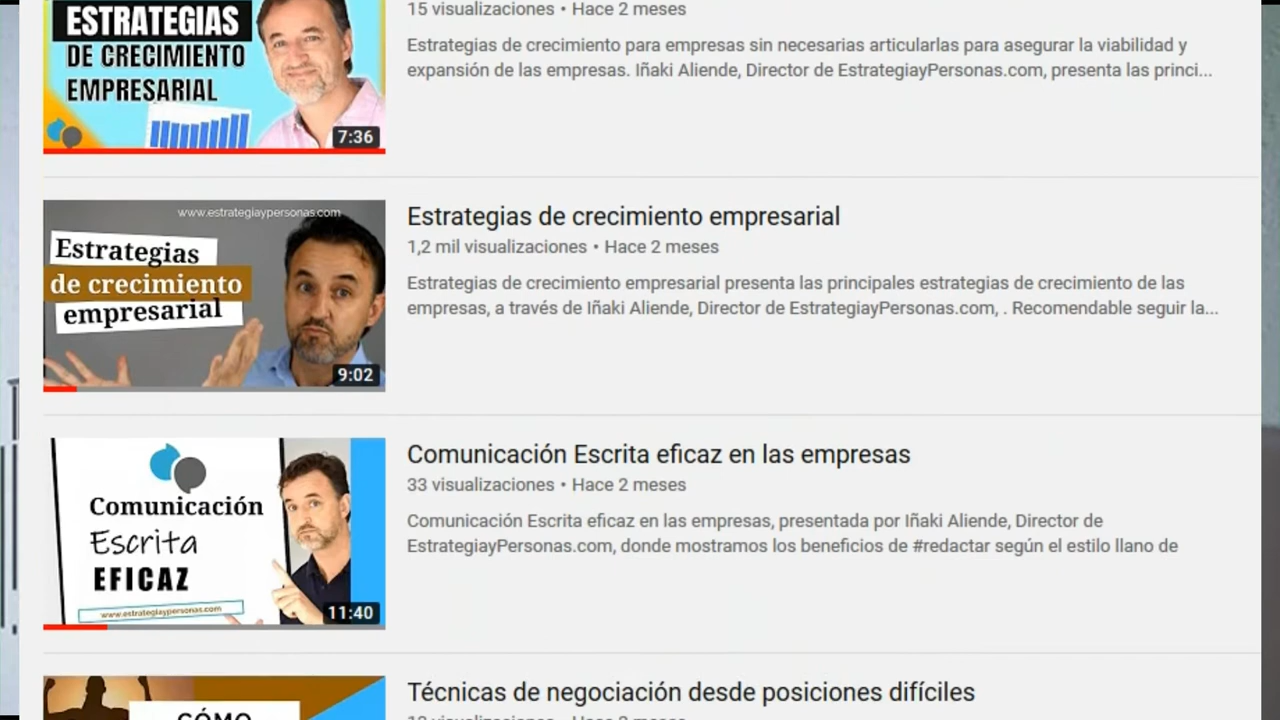 ESTRATEGIAS
DE CRECIMIENTO
EMPRESARIAL
7:36
15 visualizaciones • Hace 2 meses
Estrategias de crecimiento para empresas sin necesarias articularlas para asegurar la viabilidad y
expansión de las empresas. Iñaki Aliende, Director de EstrategiayPersonas.com, presenta las princi...
www.estrategiaypersonas.com
Estrategias
de crecimiento
empresarial
9:02
Estrategias de crecimiento empresarial
1,2 mil visualizaciones • Hace 2 meses
Estrategias de crecimiento empresarial presenta las principales estrategias de crecimiento de las
empresas, a través de Iñaki Aliende, Director de EstrategiayPersonas.com, . Recomendable seguir la...
Comunicación
Escrita
EFICAZ
www.estrategiaypersonas.com
11:40
Comunicación Escrita eficaz en las empresas
33 visualizaciones • Hace 2 meses
Comunicación Escrita eficaz en las empresas, presentada por Iñaki Aliende, Director de
EstrategiayPersonas.com, donde mostramos los beneficios de #redactar según el estilo llano de
CÓMO
Técnicas de negociación desde posiciones difíciles